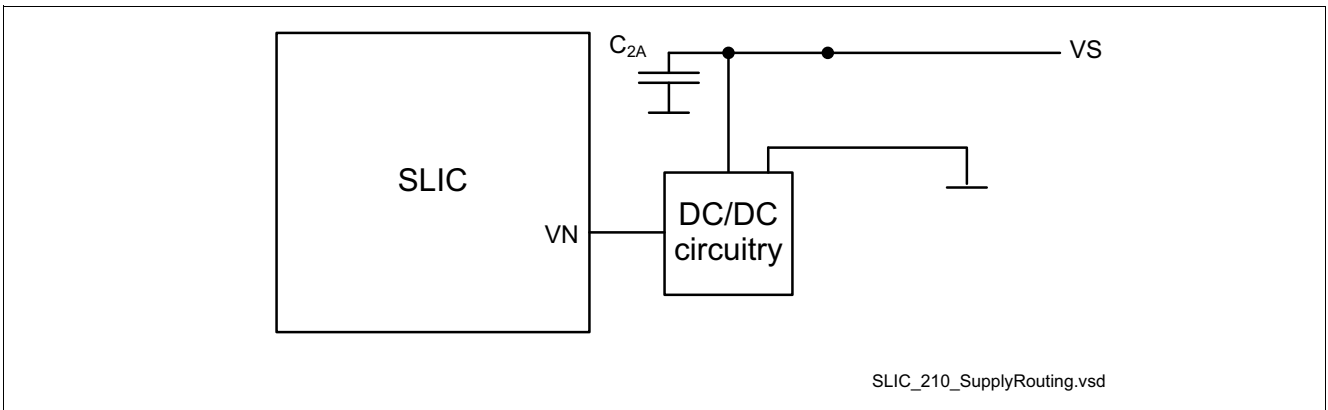 C2A
VS
SLIC
DC/DC
circuitry
VN
SLIC_210_SupplyRouting.vsd